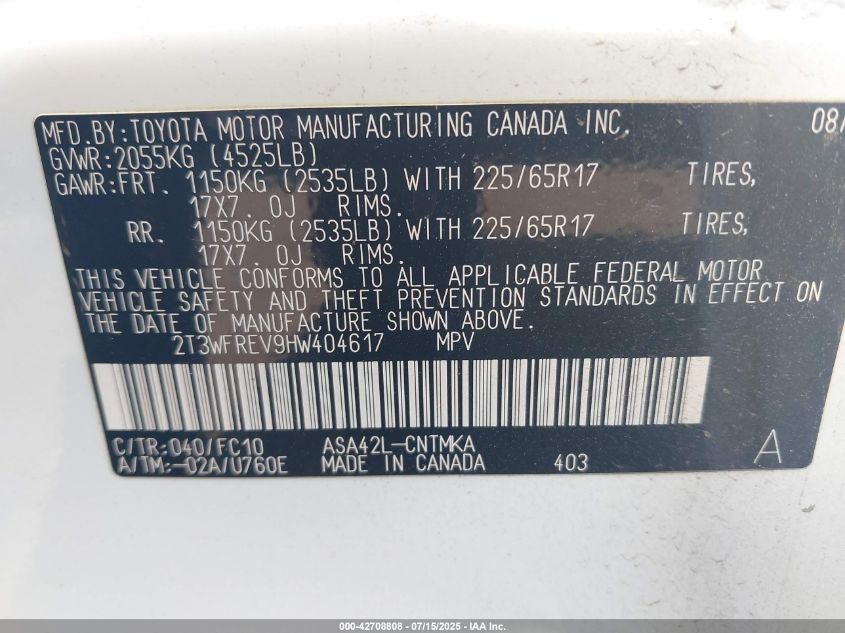 MFD.BY:TOYOTA MOTOR MANUFACTURING CANADA INC. 08/
GVWR:2055KG (4525LB)
GAWR:FRT. 1150KG (2535LB) WITH 225/65R17 TIRES,
17X7. 0J RIMS.
RR. 1150KG (2535LB) WITH 225/65R17 TIRES,
17X7. 0J RIMS.
THIS VEHICLE CONFORMS TO ALL APPLICABLE FEDERAL MOTOR
VEHICLE SAFETY AND THEFT PREVENTION STANDARDS IN EFFECT ON
THE DATE OF MANUFACTURE SHOWN ABOVE.
2T3WFREV9HW404617 MPV
C/TR:040/FC10 ASA42L-CNTMKA
A/TM:-02A/U760E MADE IN CANADA 403 A
000-42708808 - 07/15/2025 - IAA Inc.